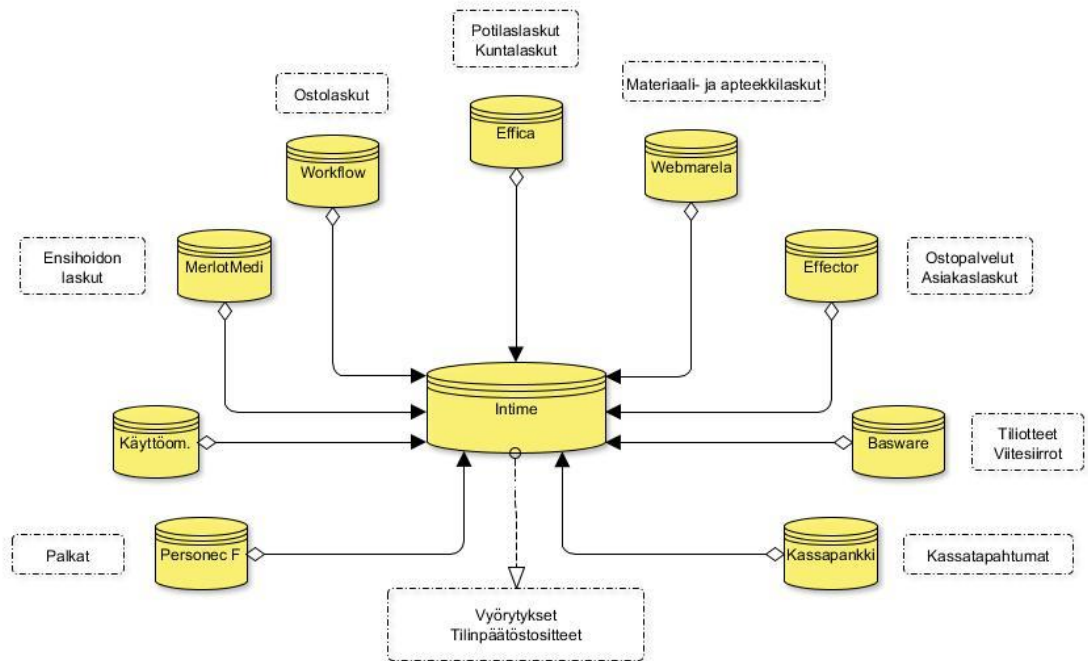 Potilaslaskut
Kuntalaskut
Ostolaskut
Effica
Materiaali- ja apteekkilaskut
Workflow
Webmarela
Ensihoidon
laskut
MerlotMedi
Effector
Ostopalvelut
Asiakaslaskut
Intime
Käyttöom.
Basware
Tiliotteet
Viitesiirrot
Palkat
Personec F
Kassapankki
Kassatapahtumat
Vyörytykset
Tilinpäätöstositteet